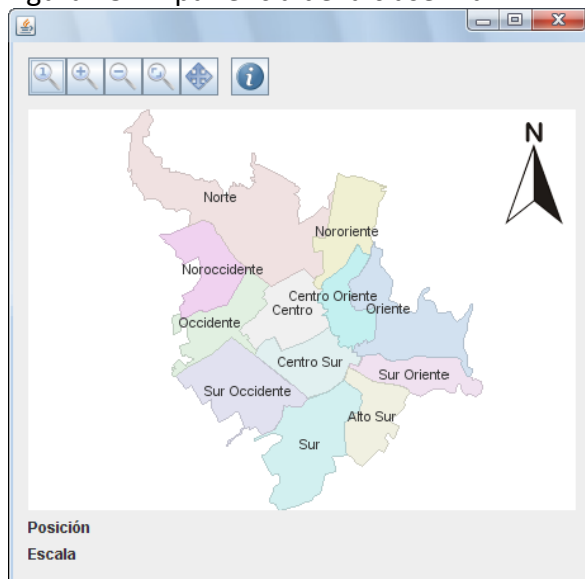 1
i
N
Norte
Nororiente
Noroccidente
Centro Oriente
Centro
Oriente
Occidente
Centro Sur
Sur Oriente
Sur Occidente
Alto Sur
Sur
Posición
Escala